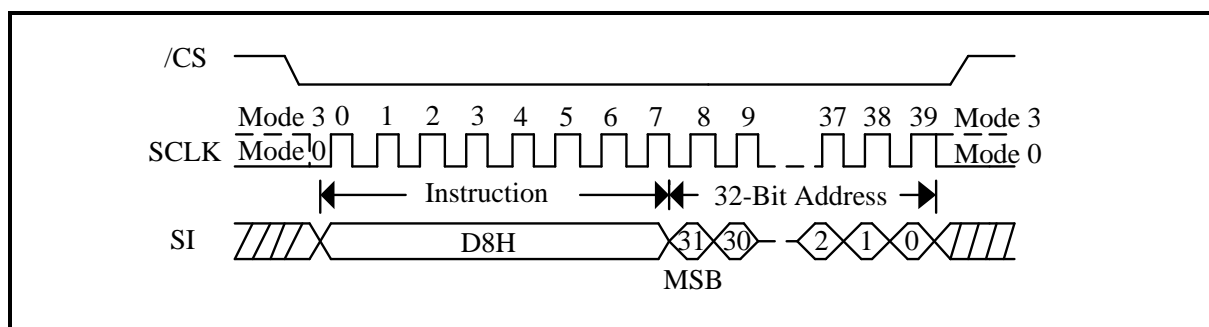 /CS
Mode 3 0 1 2 3 4 5 6 7 8 9 37 38 39 Mode 3
SCLK Mode 0 Mode 0
Instruction 32-Bit Address
SI D8H 31 30 2 1 0
MSB